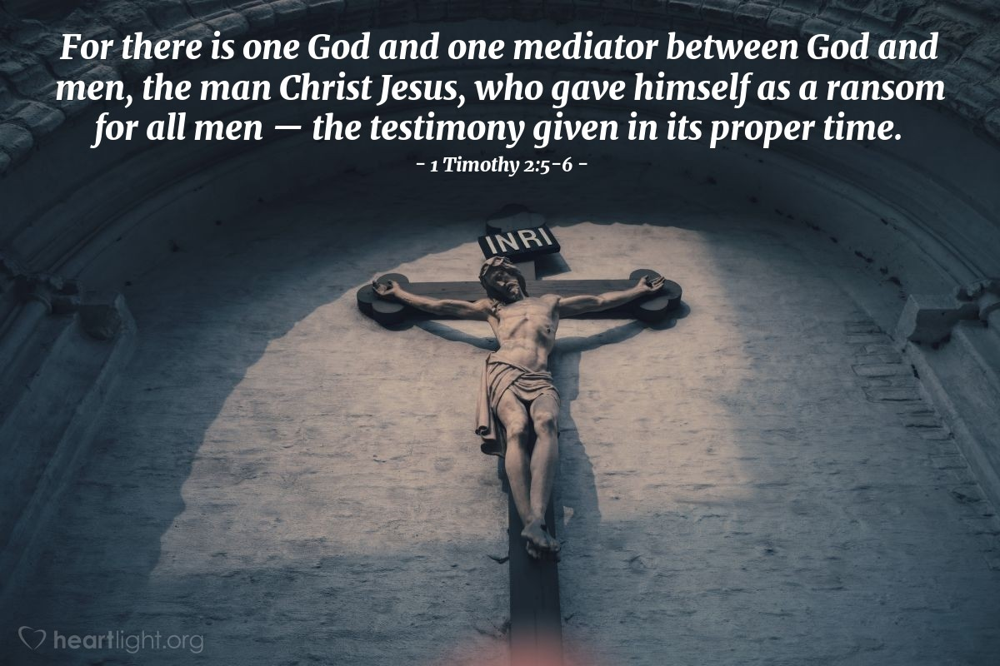 For there is one God and one mediator between God and
men, the man Christ Jesus, who gave himself as a ransom
for all men — the testimony given in its proper time.
- 1 Timothy 2:5-6 -
INRI
heartlight.org